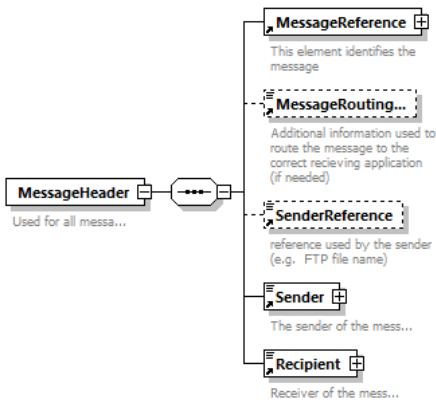 MessageReference
This element identifies the
message
MessageRouting...
Additional information used to
route the message to the
correct recieving application
(if needed)
MessageHeader
Used for all messa...
SenderReference
reference used by the sender
(e.g. FTP file name)
Sender
The sender of the mess...
Recipient
Receiver of the mess...